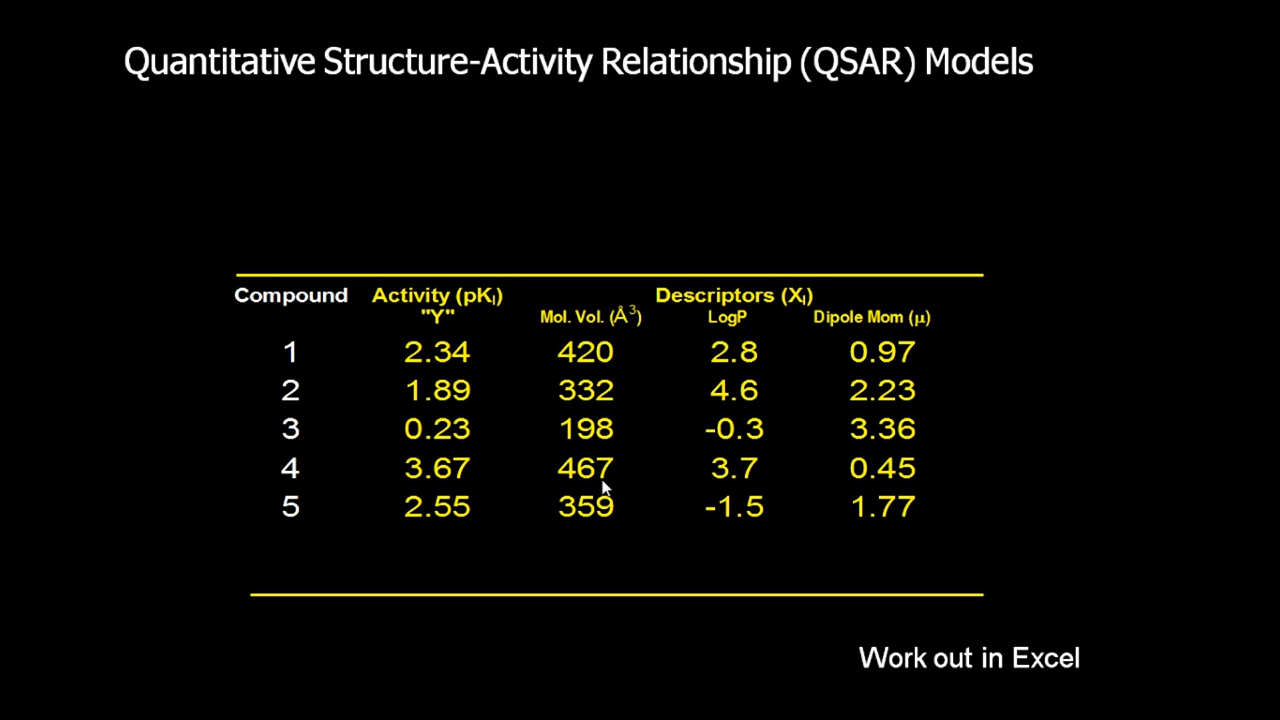 Quantitative Structure-Activity Relationship (QSAR) Models
Compound Activity (pKI) Descriptors (XI)
"Y" Mol. Vol. (Å3) LogP Dipole Mom (μ)
1 2.34 420 2.8 0.97
2 1.89 332 4.6 2.23
3 0.23 198 -0.3 3.36
4 3.67 467 3.7 0.45
5 2.55 359 -1.5 1.77
Work out in Excel